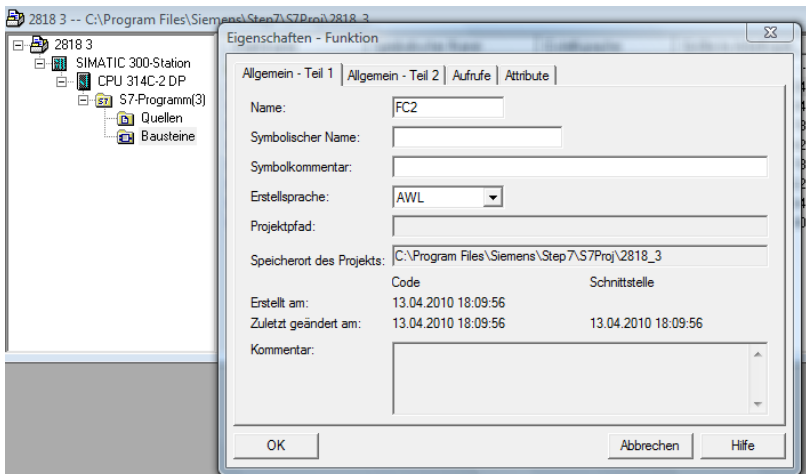 2818 3 -- C:\Program Files\Siemens\Step7\S7Proj\2818_3
2818 3
SIMATIC 300-Station
CPU 314C-2 DP
S7-Programm(3)
Quellen
Bausteine
Eigenschaften - Funktion
Allgemein - Teil 1 Allgemein - Teil 2 Aufrufe Attribute
Name: FC2
Symbolischer Name:
Symbolkommentar:
Erstellsprache: AWL
Projektpfad:
Speicherort des Projekts: C:\Program Files\Siemens\Step7\S7Proj\2818_3
Code Schnittstelle
Erstellt am: 13.04.2010 18:09:56
Zuletzt geändert am: 13.04.2010 18:09:56 13.04.2010 18:09:56
Kommentar:
OK Abbrechen Hilfe